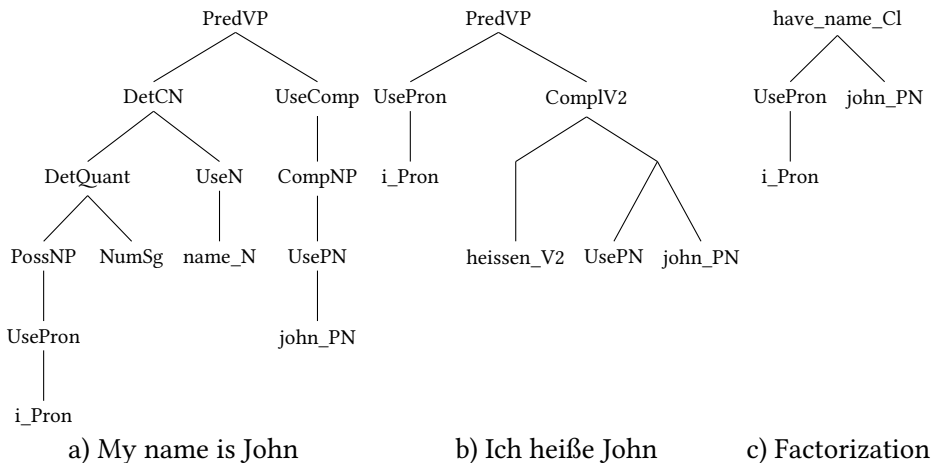 PredVP PredVP have_name_Cl
DetCN UseComp UsePron ComplV2 UsePron john_PN
DetQuant UseN CompNP i_Pron i_Pron
PossNP NumSg name_N UsePN heissen_V2 UsePN john_PN
UsePron john_PN
i_Pron
a) My name is John b) Ich heiße John c) Factorization